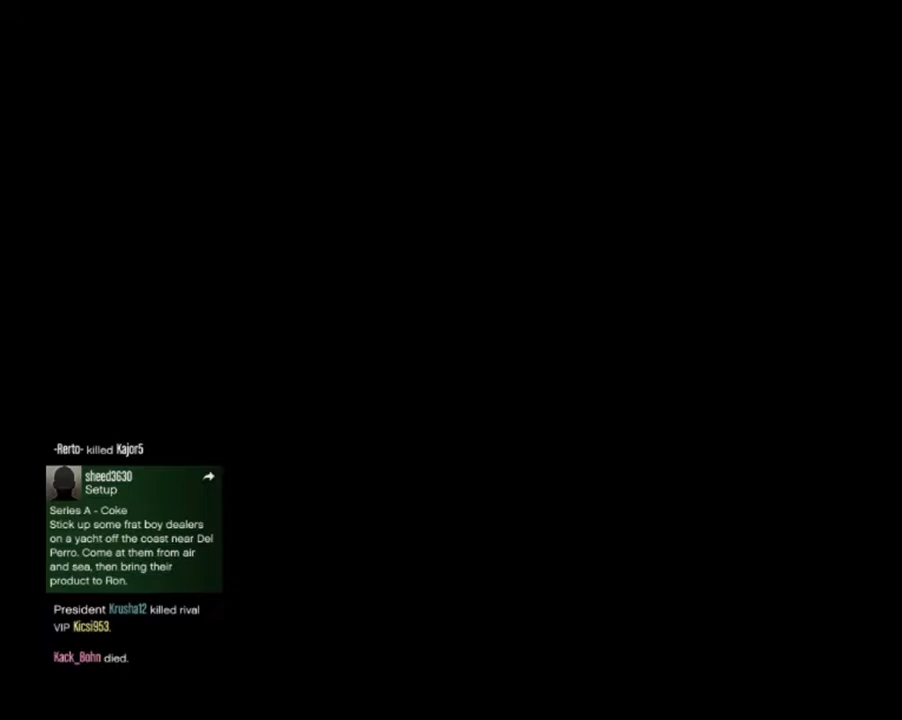 -Rerto- killed Kajor5
sheed3630
Setup
Series A - Coke
Stick up some frat boy dealers
on a yacht off the coast near Del
Perro. Come at them from air
and sea, then bring their
product to Ron.
President Krusha12 killed rival
VIP Kicsi953.
Kack_Bohn died.